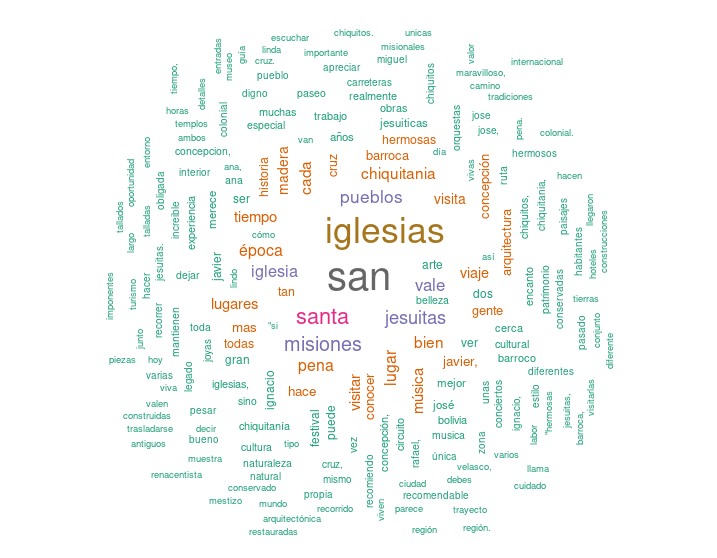 chiquitos.
unicas
escuchar
misionales
linda
importante
valor
entradas
guía
museo
cruz.
miguel
internacional
apreciar
chiquitos
maravilloso,
pueblo
tiempo,
carreteras
camino
detalles
digno
paseo
realmente
tradiciones
horas
colonial
muchas
trabajo
obras
orquestas
jose
templos
especial
jesuiticas
jose,
pena.
colonial.
ambos
van
años
hermosas
entorno
concepcion,
historia
madera
cada
cruz
barroca
día
hermosos
oportunidad
interior
ana,
ana
chiquitania
vivas
concepción
ruta
hacen
tallados
talladas
obligada
increible
experiencia
merece
ser
pueblos
visita
chiquitos,
chiquitania,
paisajes
llegaron
largo
tiempo
iglesias
arquitectura
habitantes
construcciones
cómo
época
javier
jesuitas.
arte
así
encanto
patrimonio
hoteles
imponentes
turismo
hacer
dejar
lindo
iglesia
san
vale
viaje
conservadas
tan
belleza
dos
tierras
lugares
santa
jesuitas
gente
recorrer
mantienen
toda
mas
"si
cerca
pasado
conjunto
diferente
junto
joyas
todas
misiones
bien
ver
cultural
piezas
hoy
gran
lugar
barroco
legado
pena
javier,
diferentes
varias
viva
iglesias,
ignacio
hace
visitar
conocer
música
mejor
unas
conciertos
estilo
"hermosas
jesuitas,
visitarlas
valen
sino
josé
ignacio,
construidas
pesar
festival
puede
bolivia
labor
barroca,
trasladarse
decir
chiquitanía
circuito
musica
zona
antiguos
bueno
cultura
tipo
vez
concepción,
rafael,
única
varios
muestra
naturaleza
cruz,
recomiendo
velasco,
llama
renacentista
natural
mismo
ciudad
debes
cuidado
conservado
propia
recomendable
mestizo
mundo
recorrido
viven
parece
trayecto
arquitectónica
restauradas
región
región.